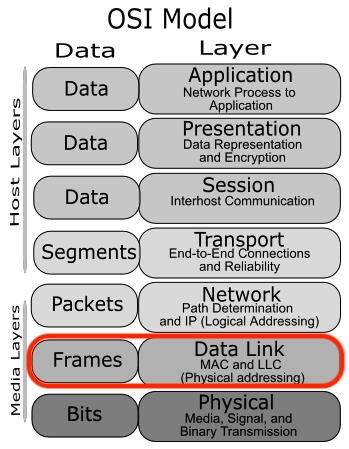 OSI Model
Data Layer
Host Layers
Data Application
Network Process to
Application
Data Presentation
Data Representation
and Encryption
Data Session
Interhost Communication
Segments Transport
End-to-End Connections
and Reliability
Media Layers
Packets Network
Path Determination
and IP (Logical Addressing)
Frames Data Link
MAC and LLC
(Physical addressing)
Bits Physical
Media, Signal, and
Binary Transmission